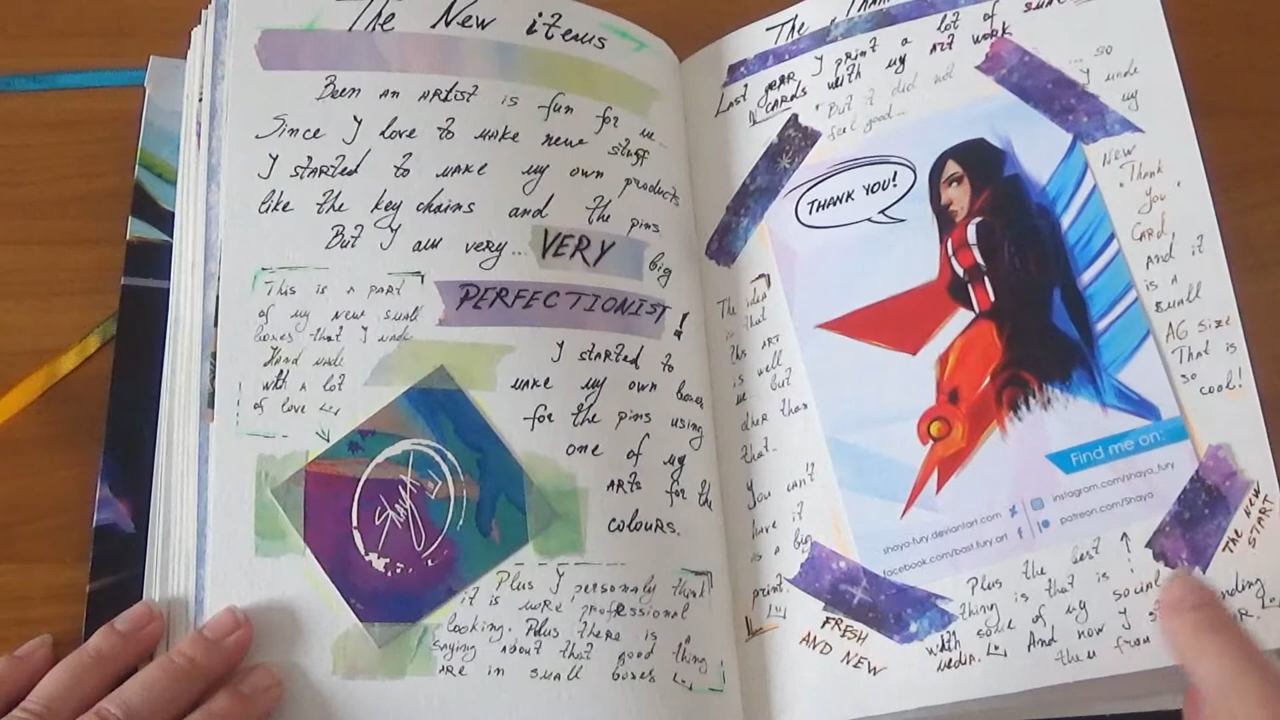 The New items
Been an artist is fun for me...
Since I love to make new stuff
I started to make my own products
like the key chains and the pins
But I am very... VERY big
PERFECTIONIST!
This is a part
of my new small
boxes that I made.
Hand made
with a lot
of love
I started to
make my own boxes
for the pins using
one of my
arts for the
colours.
Shaya
Plus I personaly think
it is more professional
looking. Plus there is a
saying about that good thing
are in small boxes
The
Last year I print a lot of
cards with my art work
"But it did not
feel good...
... so
I made
my
New
"Thank
you"
Card,
and it
is a
small
A6 size
That is
so
cool!
THANK YOU!
The idea
is that
this art
is well
me but
other than
that..
You can't
have it
as a big
print.
Find me on:
shaya-fury.deviantart.com
instagram.com/shaya_fury
facebook.com/bast.fury.art
patreon.com/Shaya
FRESH
AND NEW
THE NEW
START
Plus the best
thing is that is
with some of my social
media. And now I
them from